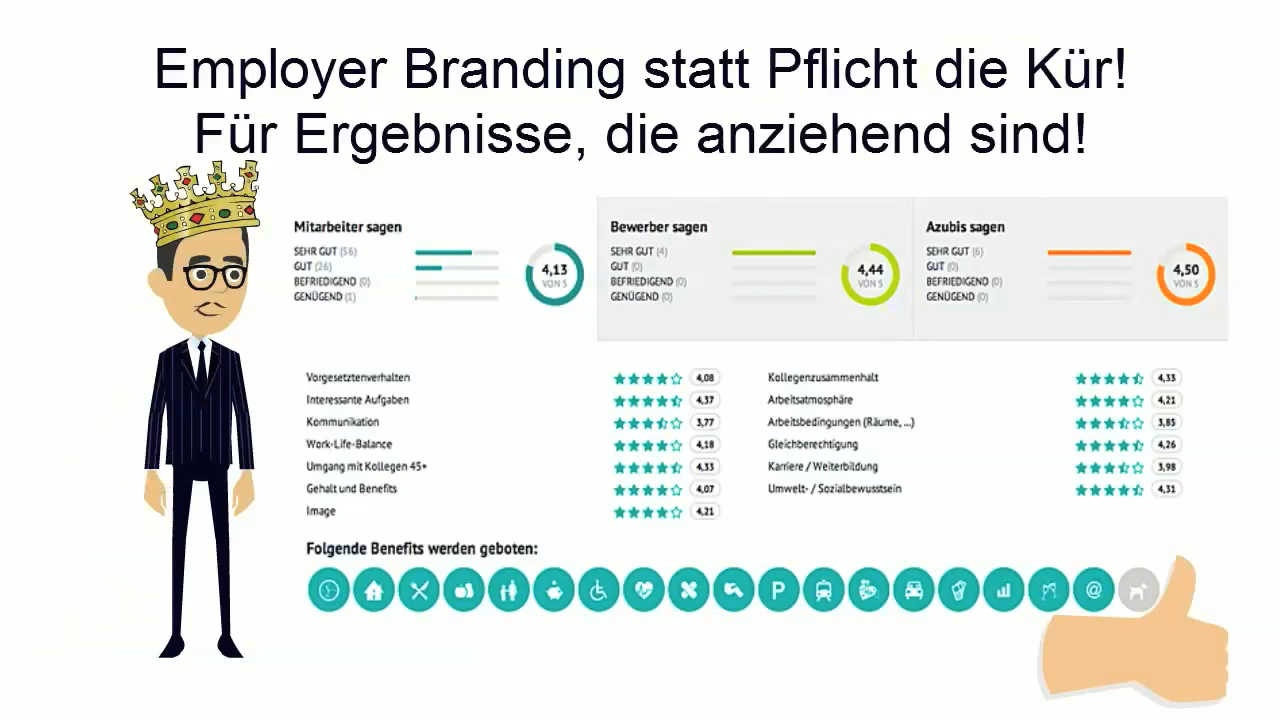 Employer Branding statt Pflicht die Kür!
Für Ergebnisse, die anziehend sind!
Mitarbeiter sagen
SEHR GUT (56)
GUT (26)
BEFRIEDIGEND (0)
GENÜGEND (1)
4,13
VON 5
Bewerber sagen
SEHR GUT (4)
GUT (0)
BEFRIEDIGEND (0)
GENÜGEND (0)
4,44
VON 5
Azubis sagen
SEHR GUT (6)
GUT (0)
BEFRIEDIGEND (0)
GENÜGEND (0)
4,50
VON 5
Vorgesetztenverhalten 4,08
Interessante Aufgaben 4,37
Kommunikation 3,77
Work-Life-Balance 4,18
Umgang mit Kollegen 45+ 4,33
Gehalt und Benefits 4,07
Image 4,21
Kollegenzusammenhalt 4,33
Arbeitsatmosphäre 4,21
Arbeitsbedingungen (Räume, ...) 3,85
Gleichberechtigung 4,26
Karriere / Weiterbildung 3,98
Umwelt- / Sozialbewusstsein 4,31
Folgende Benefits werden geboten:
P
@